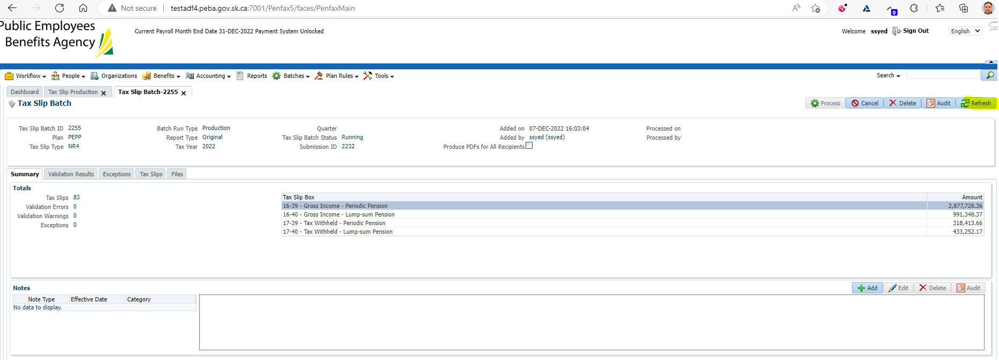 Not secure testadf4.peba.gov.sk.ca:7001/Penfax5/faces/PenfaxMain
0
Public Employees
Benefits Agency
Current Payroll Month End Date 31-DEC-2022 Payment System Unlocked
Welcome ssyed Sign Out English
Workflow People Organizations Benefits Accounting Reports Batches Plan Rules Tools Search
Dashboard Tax Slip Production Tax Slip Batch-2255
Tax Slip Batch Process Cancel Delete Audit Refresh
Tax Slip Batch ID 2255 Batch Run Type Production Quarter Added on 07-DEC-2022 16:03:04 Processed on
Plan PEPP Report Type Original Tax Slip Batch Status Running Added by ssyed (ssyed) Processed by
Tax Slip Type NR4 Tax Year 2022 Submission ID 2232 Produce PDFs for All Recipients
Summary Validation Results Exceptions Tax Slips Files
Totals
Tax Slips 83 Tax Slip Box Amount
Validation Errors 0 16-39 - Gross Income - Periodic Pension 2,877,728.36
Validation Warnings 0 16-40 - Gross Income - Lump-sum Pension 991,348.37
Exceptions 0 17-39 - Tax Withheld - Periodic Pension 318,413.66
17-40 - Tax Withheld - Lump-sum Pension 433,252.17
Notes Add Edit Delete Audit
Note Type Effective Date Category
No data to display.